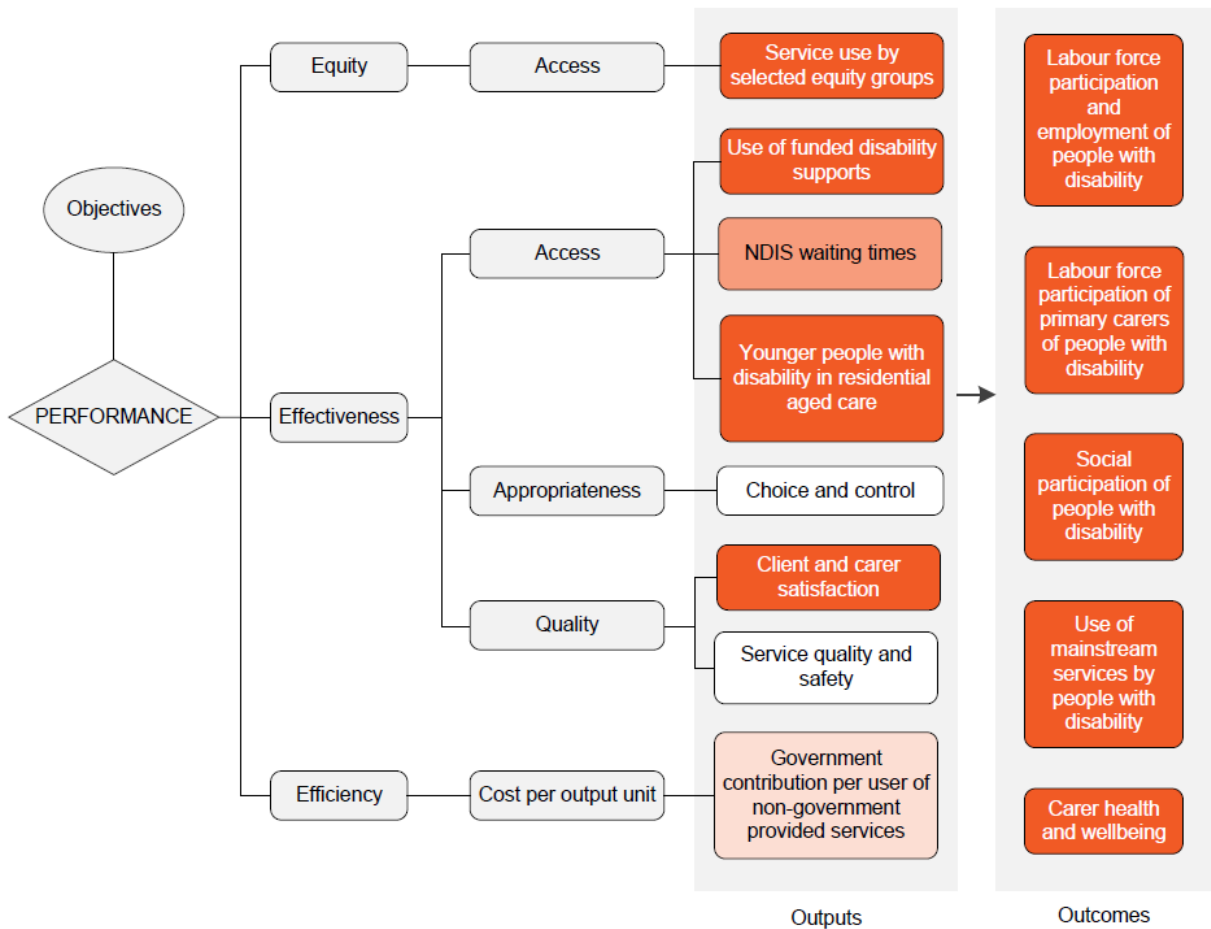 Objectives
PERFORMANCE
Equity
Access
Service use by
selected equity groups
Effectiveness
Access
Use of funded disability
supports
NDIS waiting times
Younger people with
disability in residential
aged care
Appropriateness
Choice and control
Quality
Client and carer
satisfaction
Service quality and
safety
Efficiency
Cost per output unit
Government
contribution per user of
non-government
provided services
Outputs
Labour force
participation
and
employment of
people with
disability
Labour force
participation of
primary carers
of people with
disability
Social
participation of
people with
disability
Use of
mainstream
services by
people with
disability
Carer health
and wellbeing
Outcomes